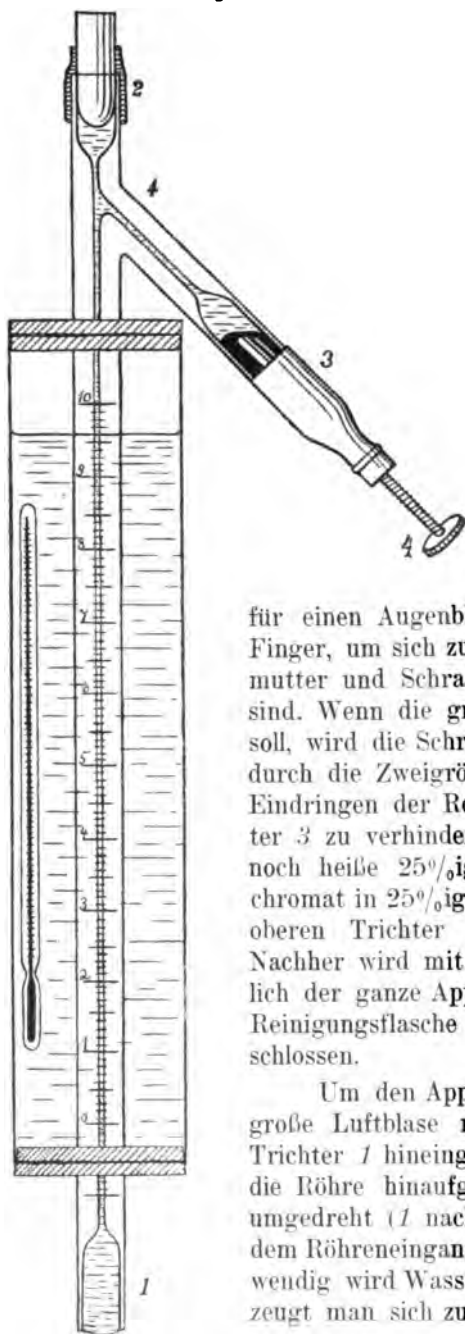 2
4
3
4
10
9
8
7
6
5
4
3
2
1
0
1
für einen Augenb
Finger, um sich zu
mutter und Schra
sind. Wenn die gr
soll, wird die Schr
durch die Zweigrö
Eindringen der Re
ter 3 zu verhinde
noch heiße 25%ig
chromat in 25%ig
oberen Trichter
Nachher wird mit
lich der ganze App
Reinigungsflasche
schlossen.
Um den App
große Luftblase
Trichter 1 hineing
die Röhre hinaufg
umgedreht (1 nac
dem Röhreneingan
wendig wird Wass
zeugt man sich zu